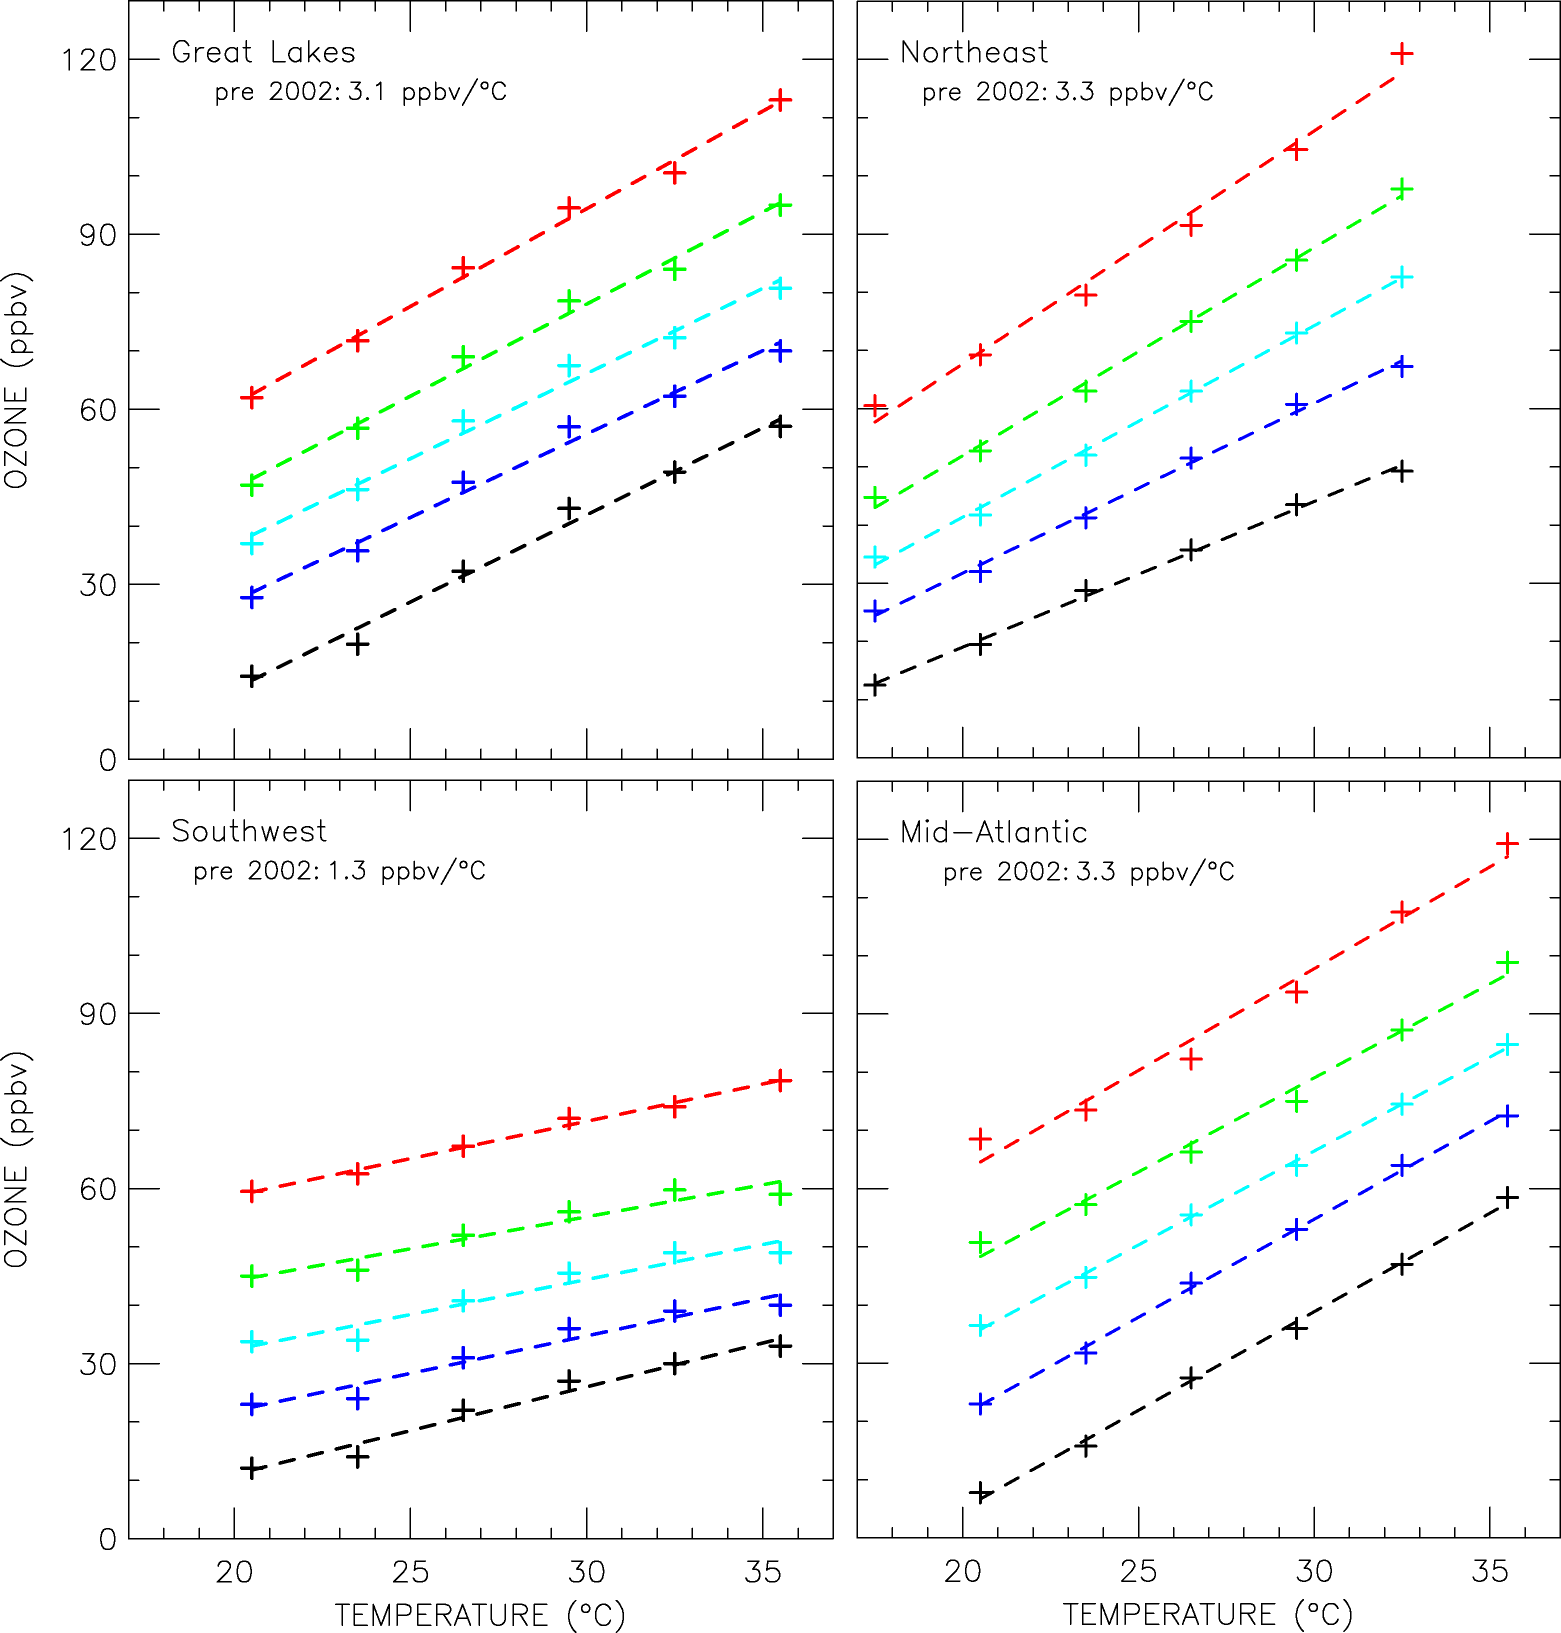 Great Lakes
pre 2002: 3.1 ppbv/°C
Northeast
pre 2002: 3.3 ppbv/°C
120
90
60
30
0
OZONE (ppbv)
Southwest
pre 2002: 1.3 ppbv/°C
Mid-Atlantic
pre 2002: 3.3 ppbv/°C
120
90
60
30
0
OZONE (ppbv)
20 25 30 35
20 25 30 35
TEMPERATURE (°C)
TEMPERATURE (°C)